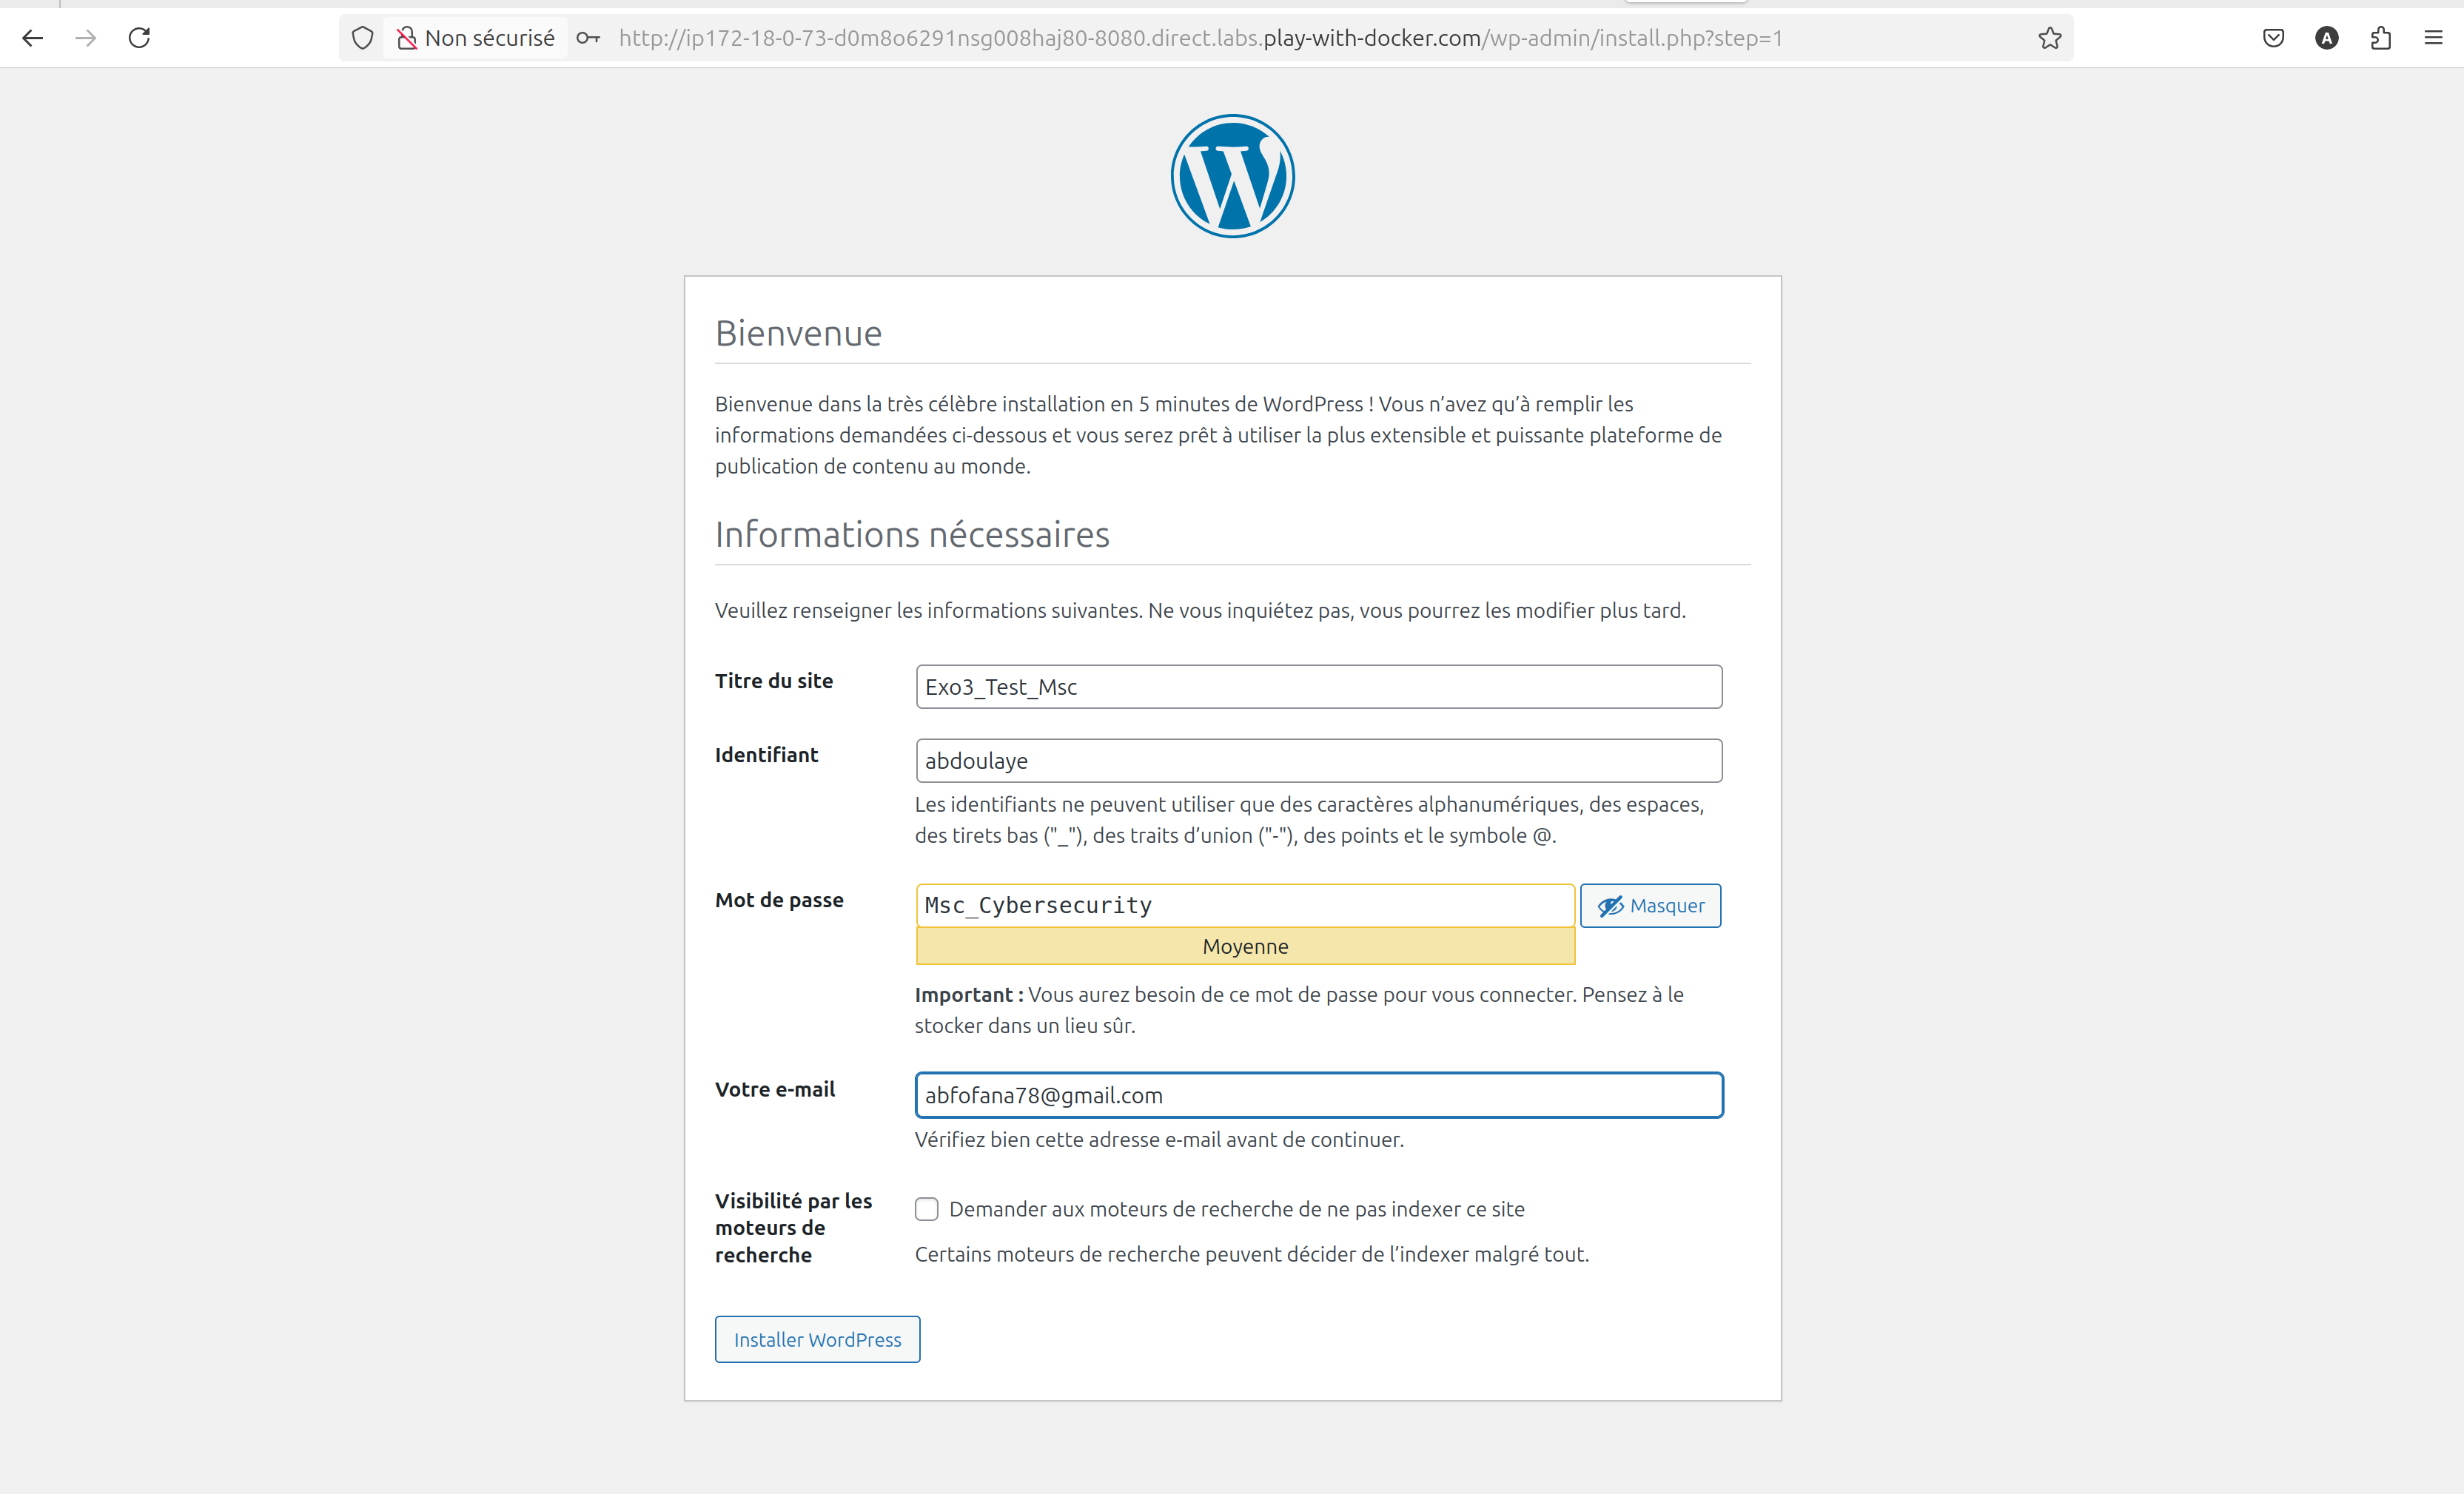 Non sécurisé
http://ip172-18-0-73-d0m8o6291nsg008haj80-8080.direct.labs.play-with-docker.com/wp-admin/install.php?step=1
A
Bienvenue
Bienvenue dans la très célèbre installation en 5 minutes de WordPress ! Vous n’avez qu’à remplir les
informations demandées ci-dessous et vous serez prêt à utiliser la plus extensible et puissante plateforme de
publication de contenu au monde.
Informations nécessaires
Veuillez renseigner les informations suivantes. Ne vous inquiétez pas, vous pourrez les modifier plus tard.
Titre du site
Exo3_Test_Msc
Identifiant
abdoulaye
Les identifiants ne peuvent utiliser que des caractères alphanumériques, des espaces,
des tirets bas ("_"), des traits d’union ("-"), des points et le symbole @.
Mot de passe
Msc_Cybersecurity
Masquer
Moyenne
Important : Vous aurez besoin de ce mot de passe pour vous connecter. Pensez à le
stocker dans un lieu sûr.
Votre e-mail
abfofana78@gmail.com
Vérifiez bien cette adresse e-mail avant de continuer.
Visibilité par les
moteurs de
recherche
Demander aux moteurs de recherche de ne pas indexer ce site
Certains moteurs de recherche peuvent décider de l’indexer malgré tout.
Installer WordPress